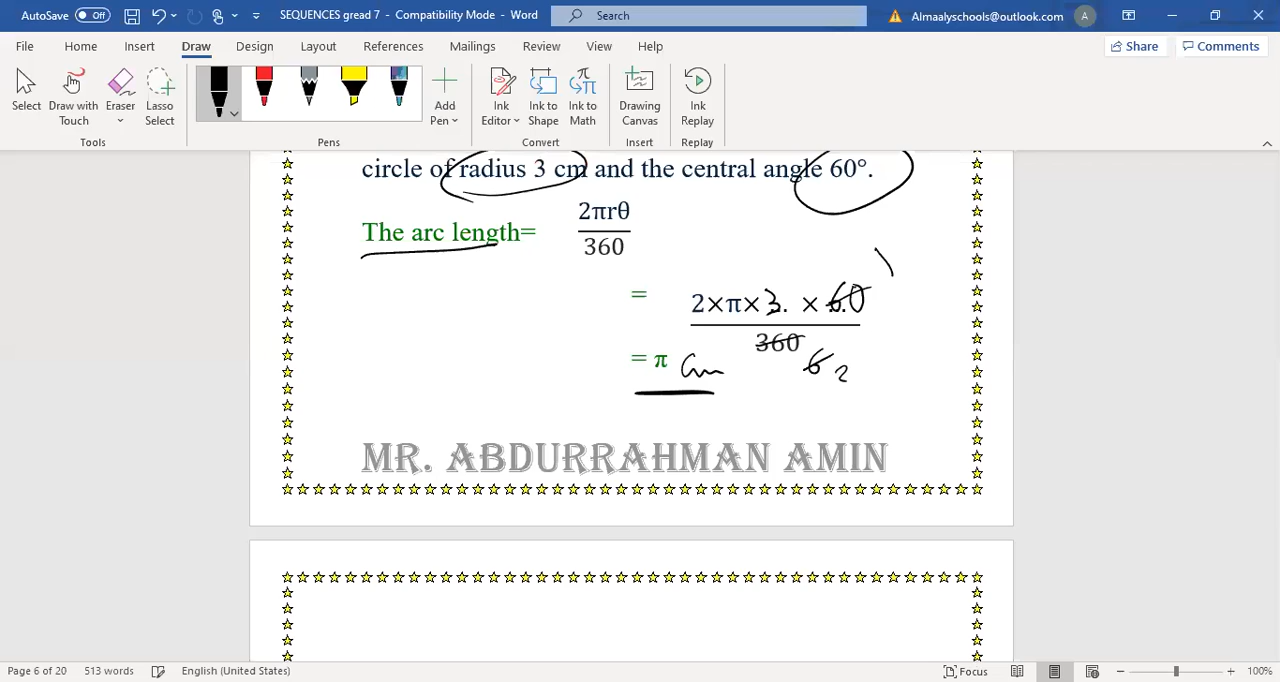 AutoSave Off SEQUENCES gread 7 - Compatibility Mode - Word Search Almaalyschools@outlook.com A
File Home Insert Draw Design Layout References Mailings Review View Help Share Comments
Select Draw with Touch Eraser Lasso Select Add Pen Ink Editor Ink to Shape Ink to Math Drawing Canvas Ink Replay
Tools Pens Convert Insert Replay
circle of radius 3 cm and the central angle 60°.
The arc length= 2πrθ
360
= 2×π×3. × 60
360
6 2
= π Cm
MR. ABDURRAHMAN AMIN
Page 6 of 20 513 words English (United States) Focus 100%